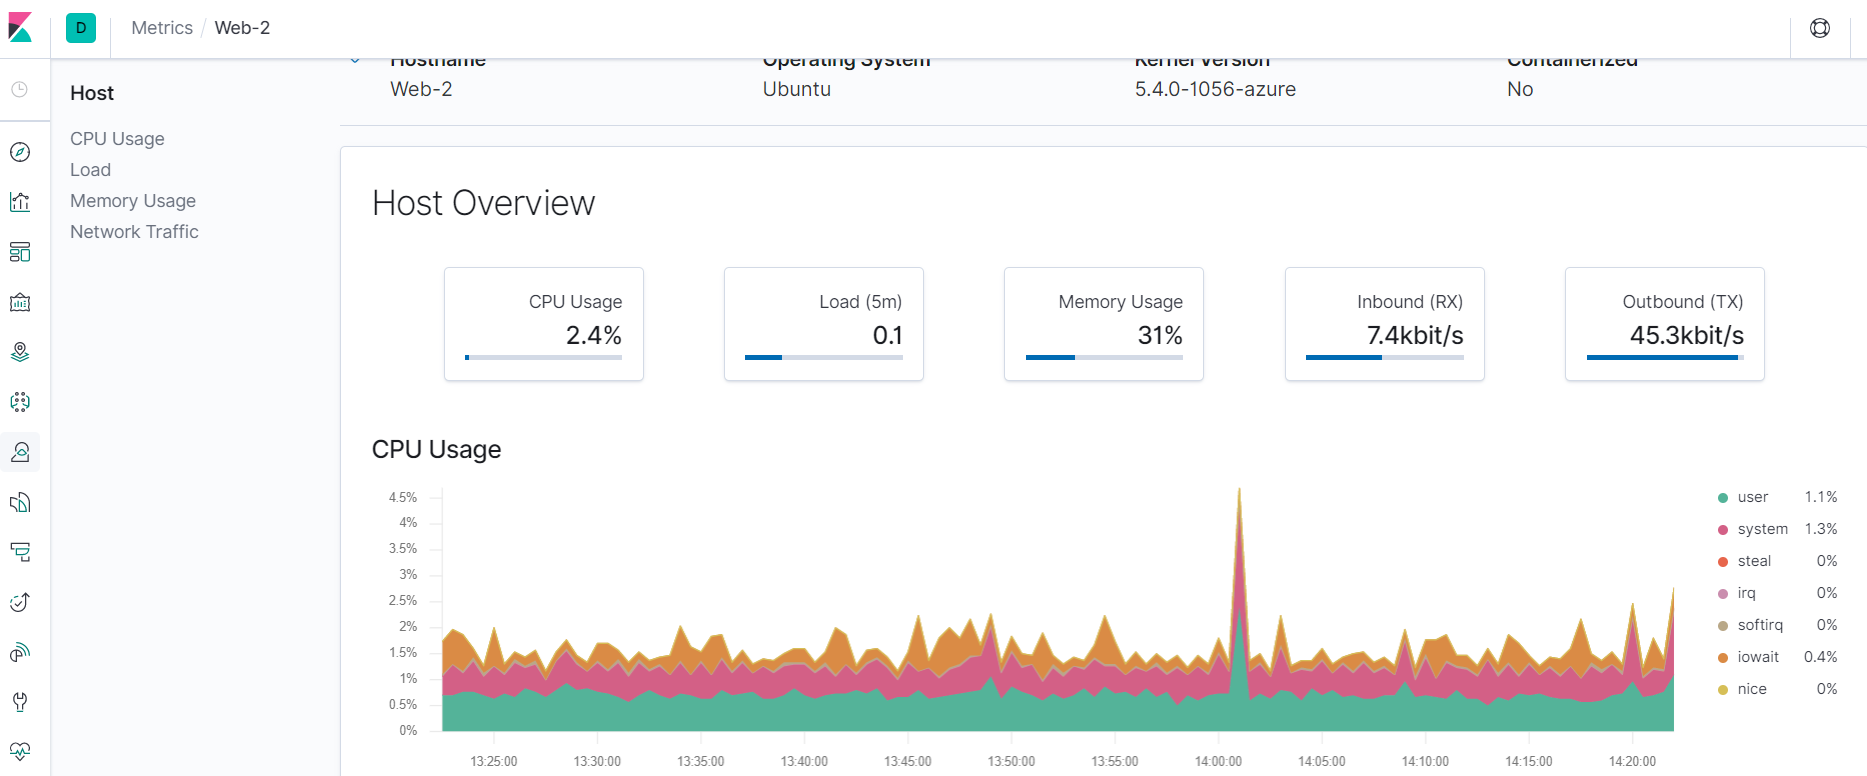 D Metrics / Web-2
Hostname Operating System Kernel Version Containerized
Web-2 Ubuntu 5.4.0-1056-azure No
Host
CPU Usage
Load
Memory Usage
Network Traffic
Host Overview
CPU Usage
2.4%
Load (5m)
0.1
Memory Usage
31%
Inbound (RX)
7.4kbit/s
Outbound (TX)
45.3kbit/s
CPU Usage
4.5%
4%
3.5%
3%
2.5%
2%
1.5%
1%
0.5%
0%
13:25:00 13:30:00 13:35:00 13:40:00 13:45:00 13:50:00 13:55:00 14:00:00 14:05:00 14:10:00 14:15:00 14:20:00
user 1.1%
system 1.3%
steal 0%
irq 0%
softirq 0%
iowait 0.4%
nice 0%